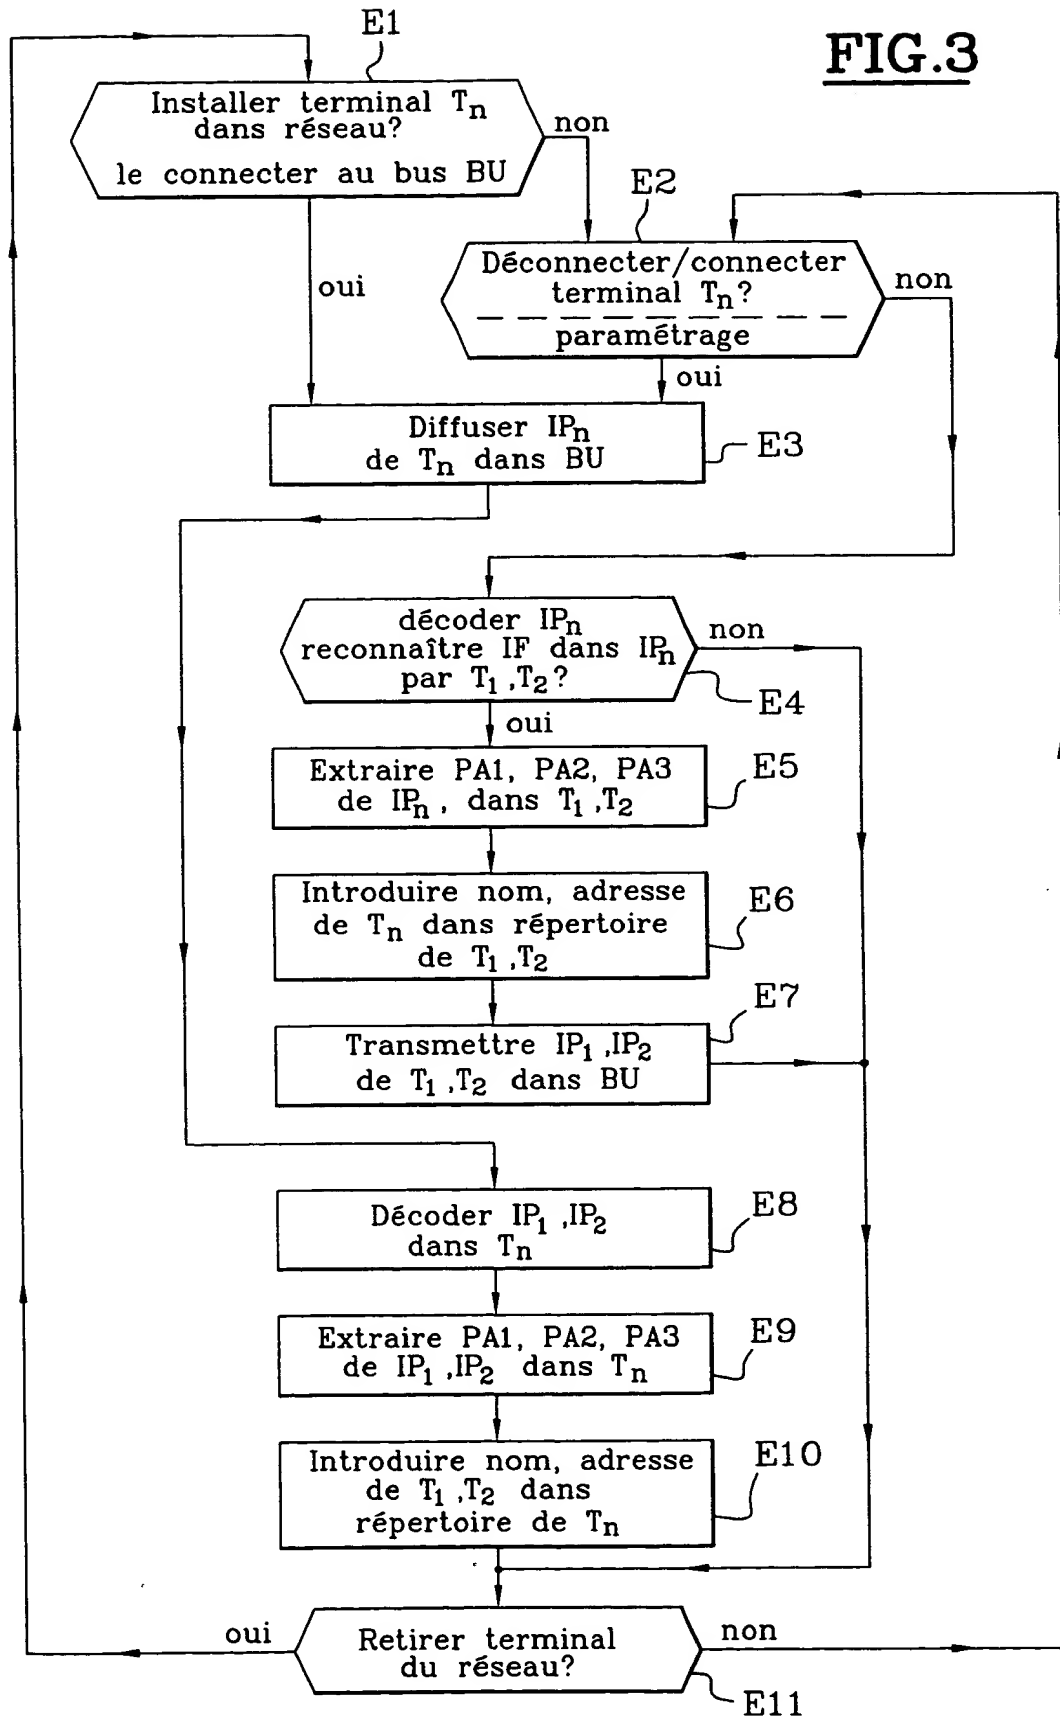 FIG.3
E1
Installer terminal Tn
dans réseau?
le connecter au bus BU
non
oui
E2
Déconnecter/connecter
terminal Tn?
paramétrage
non
oui
Diffuser IPn
de Tn dans BU
E3
décoder IPn
reconnaître IF dans IPn
par T1,T2?
non
E4
oui
Extraire PA1, PA2, PA3
de IPn, dans T1,T2
E5
Introduire nom, adresse
de Tn dans répertoire
de T1,T2
E6
E7
Transmettre IP1,IP2
de T1,T2 dans BU
Décoder IP1,IP2
dans Tn
E8
Extraire PA1, PA2, PA3
de IP1,IP2 dans Tn
E9
Introduire nom, adresse
de T1,T2 dans
répertoire de Tn
E10
oui
Retirer terminal
du réseau?
non
E11